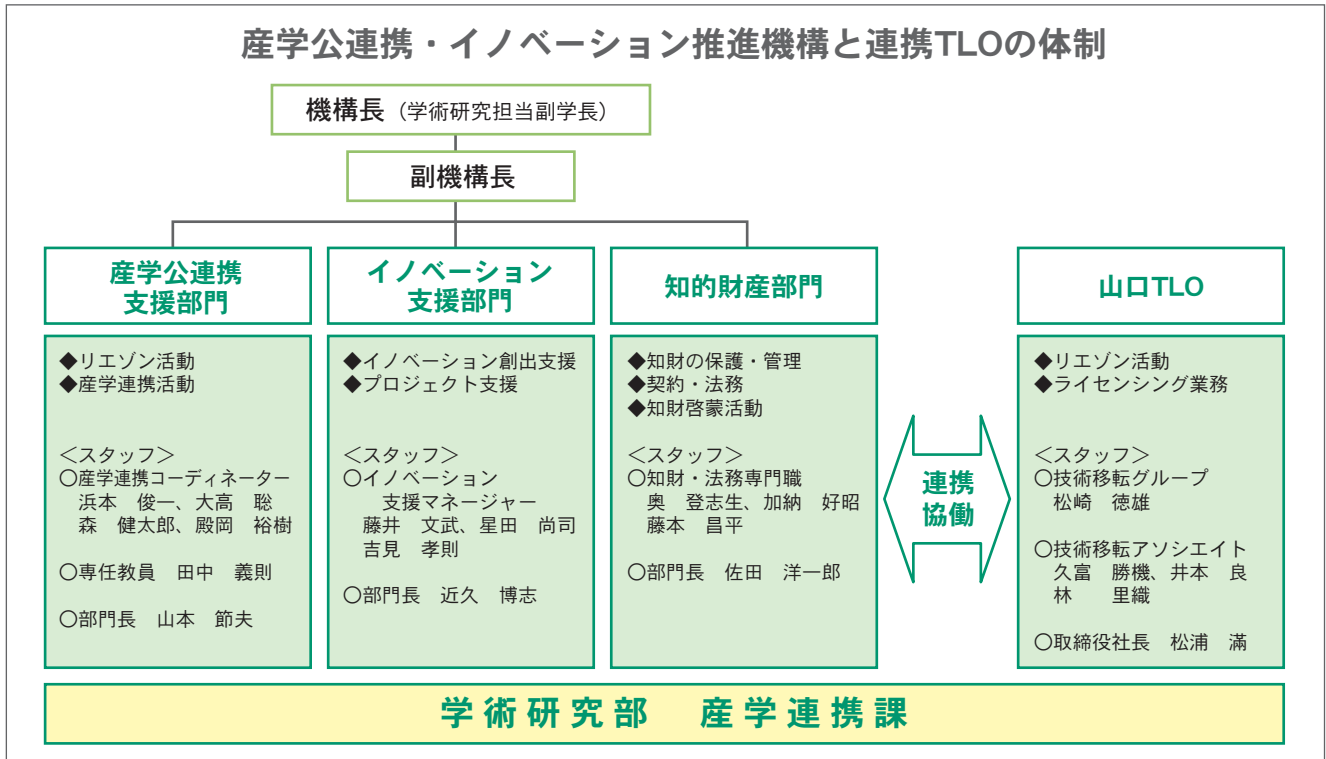 産学公連携・イノベーション推進機構と連携TLOの体制
機構長（学術研究担当副学長）
副機構長
産学公連携
支援部門
◆リエゾン活動
◆産学連携活動
＜スタッフ＞
○産学連携コーディネーター
浜本　俊一、大高　聡
森　健太郎、殿岡　裕樹
○専任教員　田中　義則
○部門長　山本　節夫
イノベーション
支援部門
◆イノベーション創出支援
◆プロジェクト支援
＜スタッフ＞
○イノベーション
支援マネージャー
藤井　文武、星田　尚司
吉見　孝則
○部門長　近久　博志
知的財産部門
◆知財の保護・管理
◆契約・法務
◆知財啓蒙活動
＜スタッフ＞
○知財・法務専門職
奥　登志生、加納　好昭
藤本　昌平
○部門長　佐田　洋一郎
連携
協働
山口TLO
◆リエゾン活動
◆ライセンシング業務
＜スタッフ＞
○技術移転グループ
松崎　徳雄
○技術移転アソシエイト
久富　勝機、井本　良
林　　里織
○取締役社長　松浦　滿
学術研究部　産学連携課